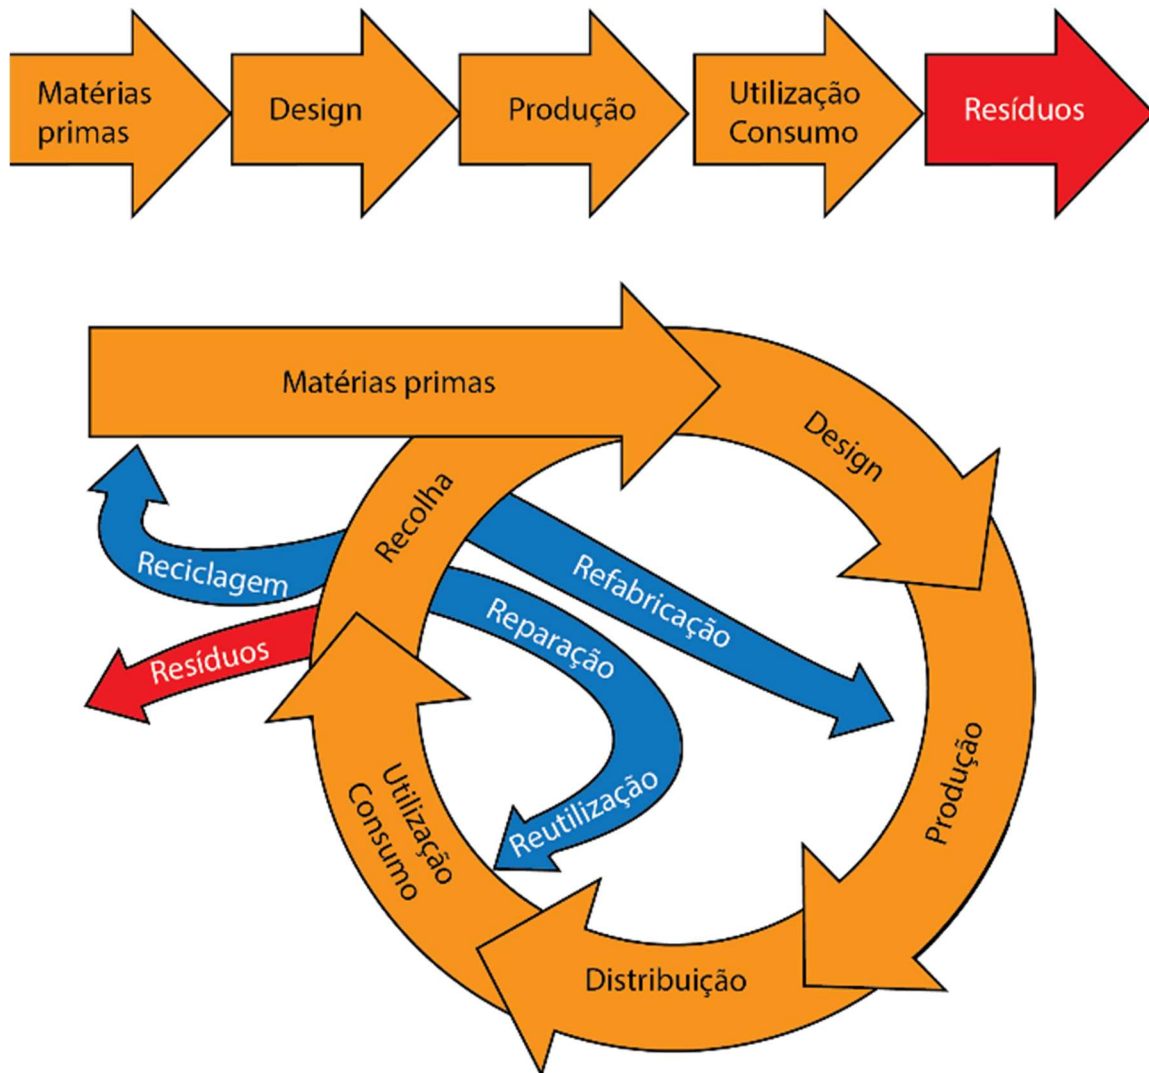 Matérias
primas
Design
Produção
Utilização
Consumo
Resíduos
Matérias primas
Design
Recolha
Refabricação
Reciclagem
Reparação
Resíduos
Produção
Utilização
Consumo
Reutilização
Distribuição